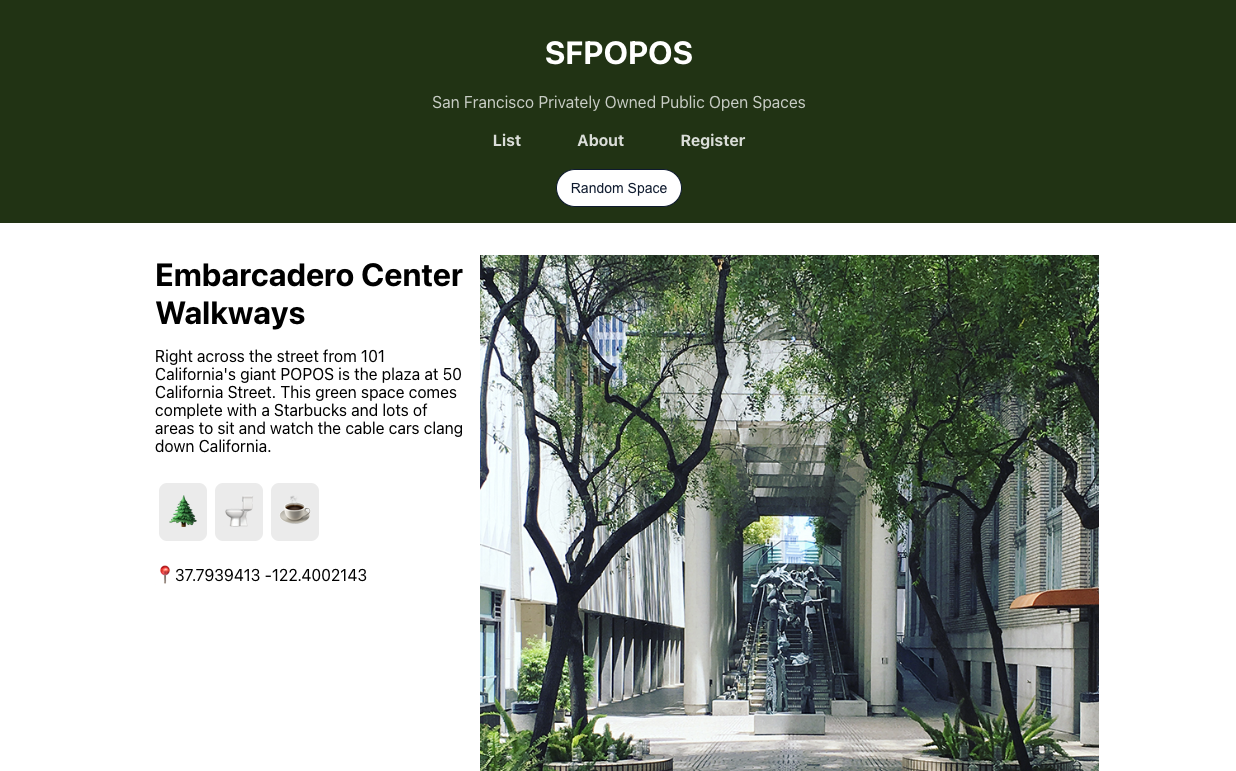 SFPOPOS
San Francisco Privately Owned Public Open Spaces
List About Register
Random Space
Embarcadero Center
Walkways
Right across the street from 101
California's giant POPOS is the plaza at 50
California Street. This green space comes
complete with a Starbucks and lots of
areas to sit and watch the cable cars clang
down California.
37.7939413 -122.4002143